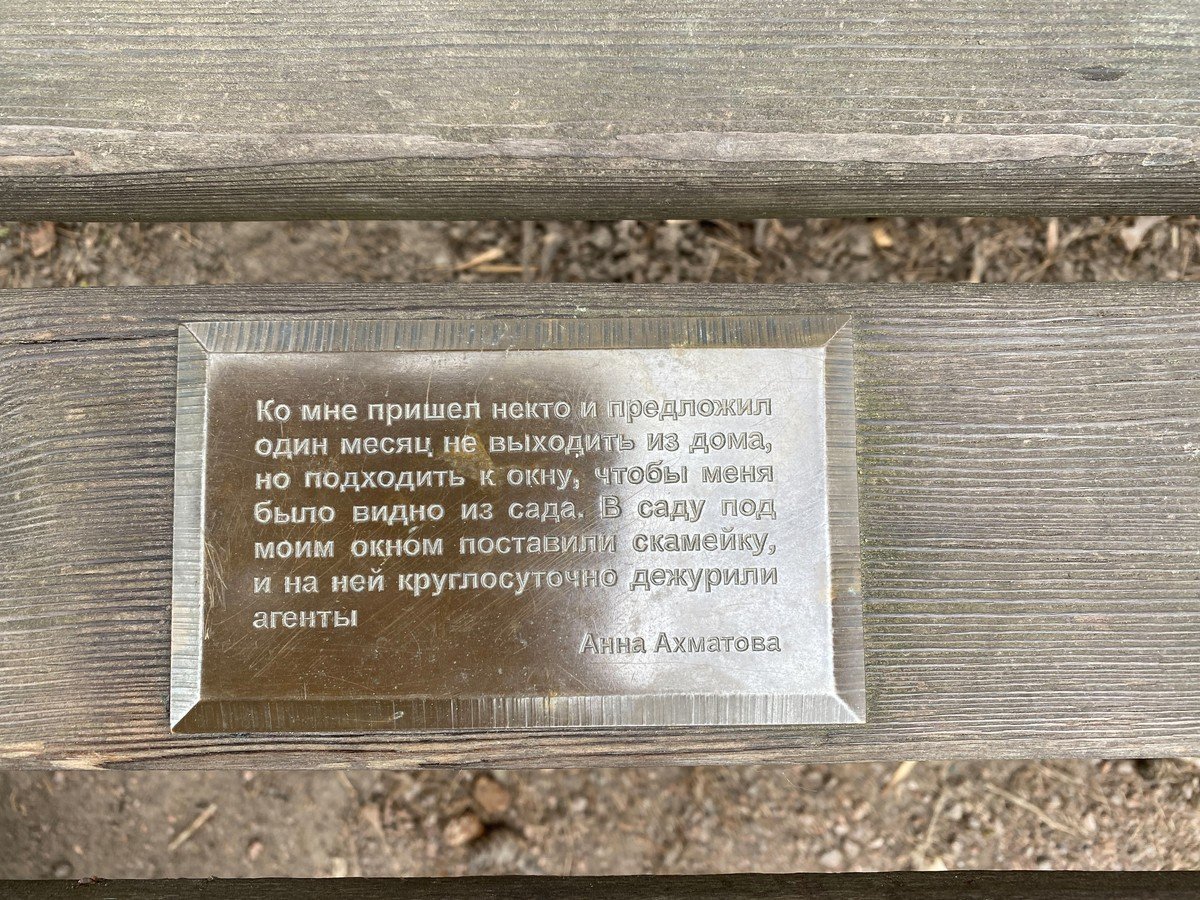 Ко мне пришел некто и предложил
один месяц не выходить из дома,
но подходить к окну, чтобы меня
было видно из сада. В саду под
моим окно́м поставили скамейку,
и на ней круглосуточно дежурили
агенты
Анна Ахматова